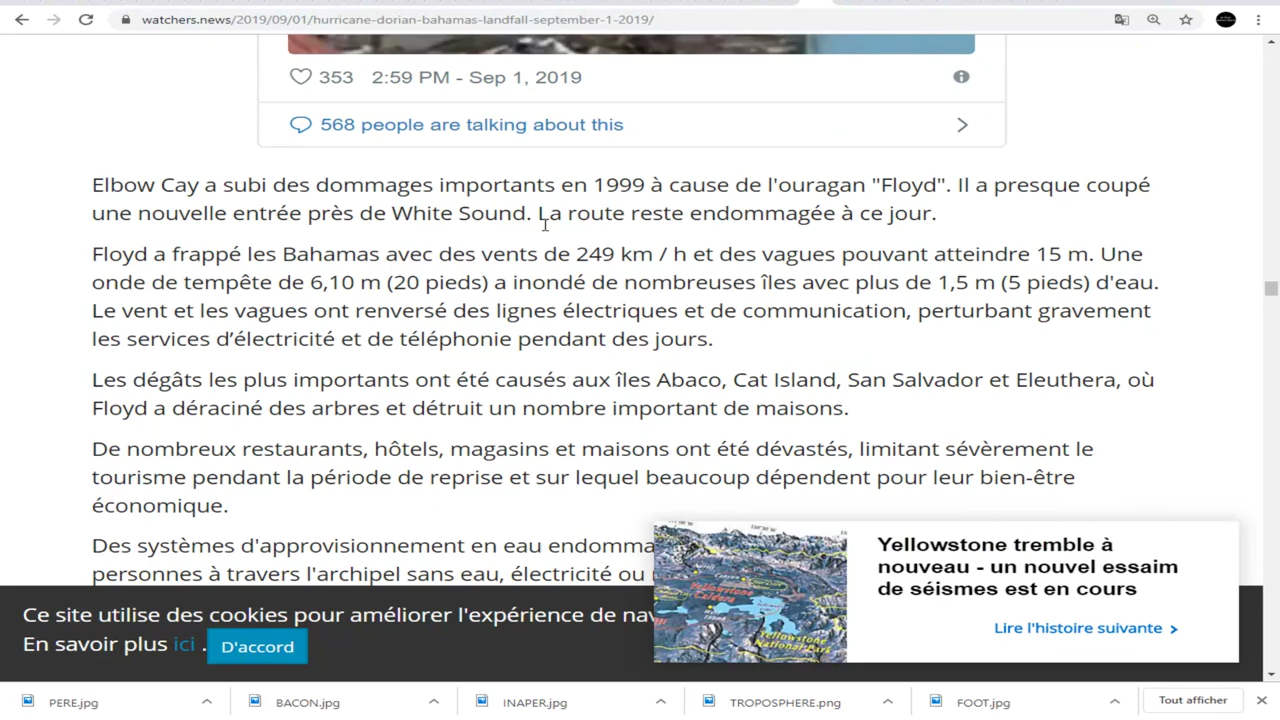 watchers.news/2019/09/01/hurricane-dorian-bahamas-landfall-september-1-2019/
353 2:59 PM - Sep 1, 2019
568 people are talking about this
Elbow Cay a subi des dommages importants en 1999 à cause de l'ouragan "Floyd". Il a presque coupé
une nouvelle entrée près de White Sound. La route reste endommagée à ce jour.
Floyd a frappé les Bahamas avec des vents de 249 km / h et des vagues pouvant atteindre 15 m. Une
onde de tempête de 6,10 m (20 pieds) a inondé de nombreuses îles avec plus de 1,5 m (5 pieds) d'eau.
Le vent et les vagues ont renversé des lignes électriques et de communication, perturbant gravement
les services d’électricité et de téléphonie pendant des jours.
Les dégâts les plus importants ont été causés aux îles Abaco, Cat Island, San Salvador et Eleuthera, où
Floyd a déraciné des arbres et détruit un nombre important de maisons.
De nombreux restaurants, hôtels, magasins et maisons ont été dévastés, limitant sévèrement le
tourisme pendant la période de reprise et sur lequel beaucoup dépendent pour leur bien-être
économique.
Des systèmes d'approvisionnement en eau endomma
personnes à travers l'archipel sans eau, électricité ou
Yellowstone tremble à
nouveau - un nouvel essaim
de séismes est en cours
Lire l'histoire suivante
Ce site utilise des cookies pour améliorer l'expérience de nav
En savoir plus ici . D'accord
PERE.jpg BACON.jpg INAPER.jpg TROPOSPHERE.png FOOT.jpg Tout afficher